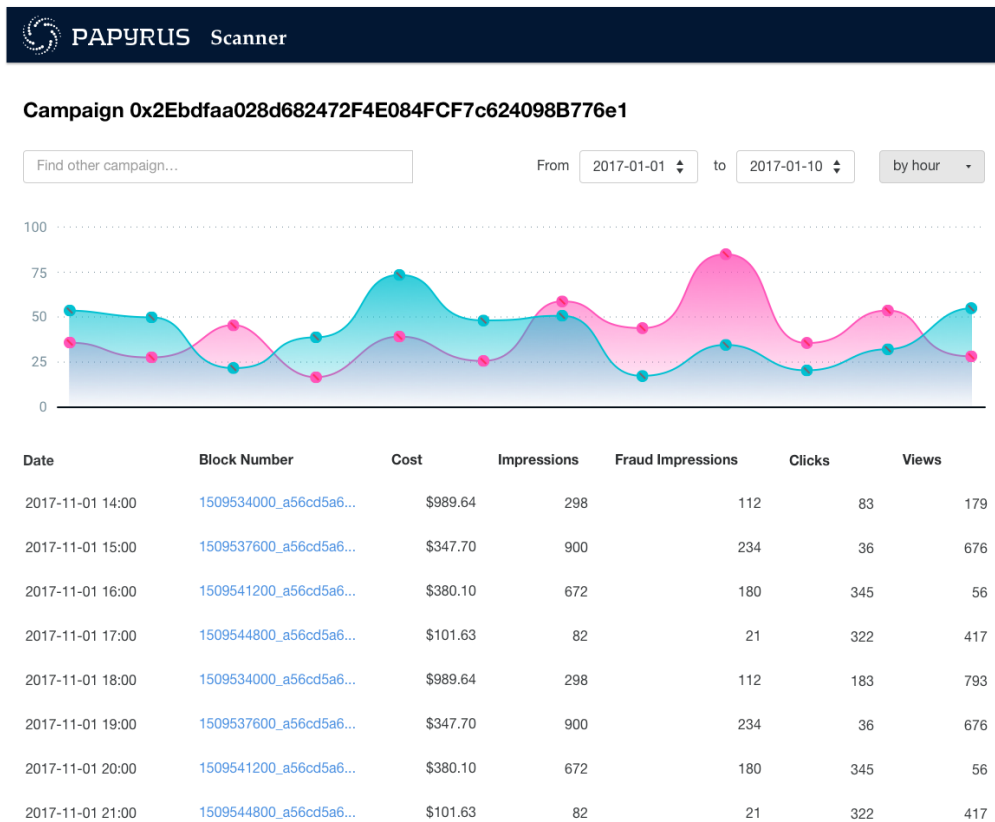 PAPYRUS Scanner
Campaign 0x2Ebdfaa028d682472F4E084FCF7c624098B776e1
Find other campaign... From 2017-01-01 to 2017-01-10 by hour
100
75
50
25
0
Date Block Number Cost Impressions Fraud Impressions Clicks Views
2017-11-01 14:00 1509534000_a56cd5a6... $989.64 298 112 83 179
2017-11-01 15:00 1509537600_a56cd5a6... $347.70 900 234 36 676
2017-11-01 16:00 1509541200_a56cd5a6... $380.10 672 180 345 56
2017-11-01 17:00 1509544800_a56cd5a6... $101.63 82 21 322 417
2017-11-01 18:00 1509534000_a56cd5a6... $989.64 298 112 183 793
2017-11-01 19:00 1509537600_a56cd5a6... $347.70 900 234 36 676
2017-11-01 20:00 1509541200_a56cd5a6... $380.10 672 180 345 56
2017-11-01 21:00 1509544800_a56cd5a6... $101.63 82 21 322 417